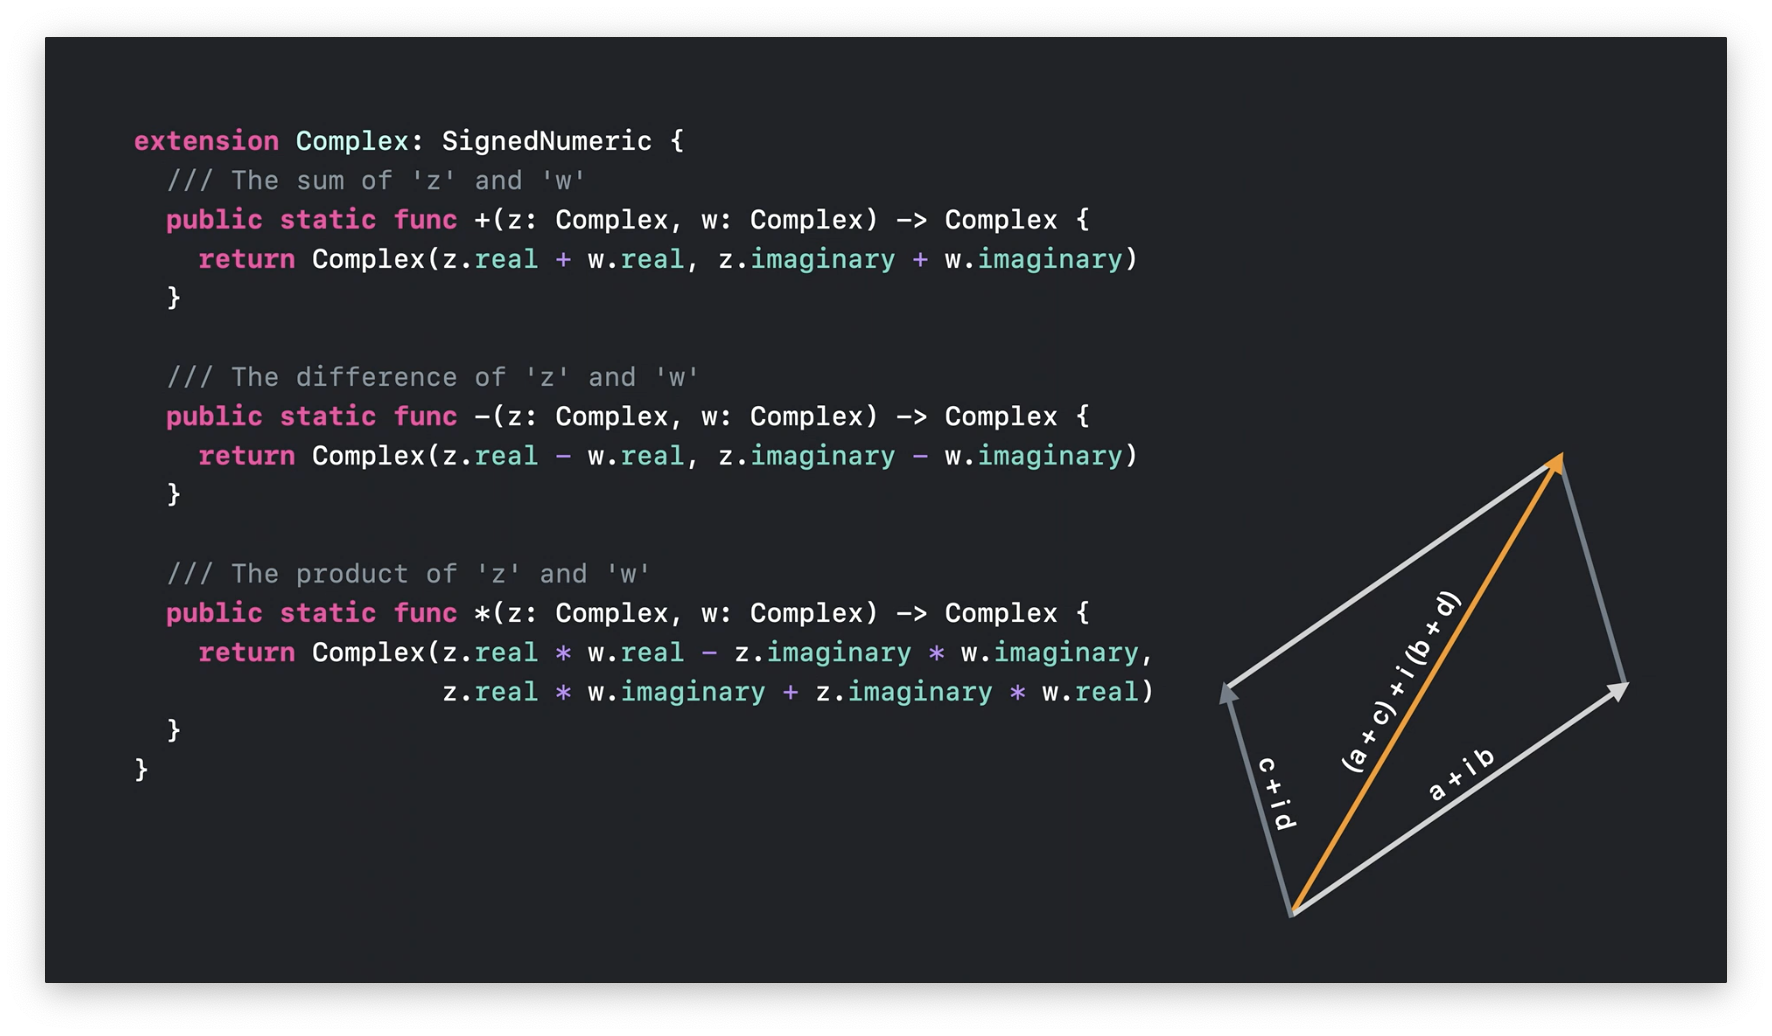 extension Complex: SignedNumeric {
  /// The sum of 'z' and 'w'
  public static func +(z: Complex, w: Complex) -> Complex {
    return Complex(z.real + w.real, z.imaginary + w.imaginary)
  }

  /// The difference of 'z' and 'w'
  public static func -(z: Complex, w: Complex) -> Complex {
    return Complex(z.real - w.real, z.imaginary - w.imaginary)
  }

  /// The product of 'z' and 'w'
  public static func *(z: Complex, w: Complex) -> Complex {
    return Complex(z.real * w.real - z.imaginary * w.imaginary,
                   z.real * w.imaginary + z.imaginary * w.real)
  }
}
c + i d
(a + c) + i (b + d)
a + i b